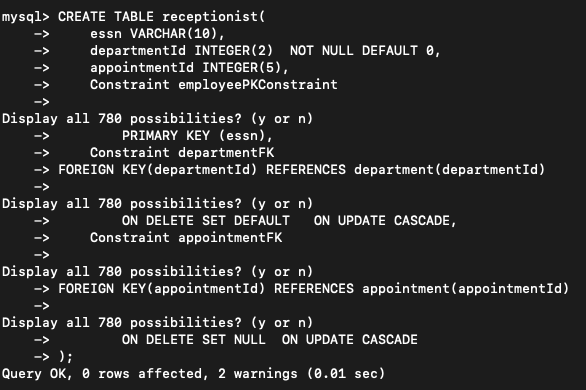 mysql> CREATE TABLE receptionist(
    ->     essn VARCHAR(10),
    ->     departmentId INTEGER(2)  NOT NULL DEFAULT 0,
    ->     appointmentId INTEGER(5),
    ->     Constraint employeePKConstraint
    ->
Display all 780 possibilities? (y or n)
    ->         PRIMARY KEY (essn),
    ->     Constraint departmentFK
    -> FOREIGN KEY(departmentId) REFERENCES department(departmentId)
    ->
Display all 780 possibilities? (y or n)
    ->         ON DELETE SET DEFAULT   ON UPDATE CASCADE,
    ->     Constraint appointmentFK
    ->
Display all 780 possibilities? (y or n)
    -> FOREIGN KEY(appointmentId) REFERENCES appointment(appointmentId)
    ->
Display all 780 possibilities? (y or n)
    ->         ON DELETE SET NULL  ON UPDATE CASCADE
    -> );
Query OK, 0 rows affected, 2 warnings (0.01 sec)